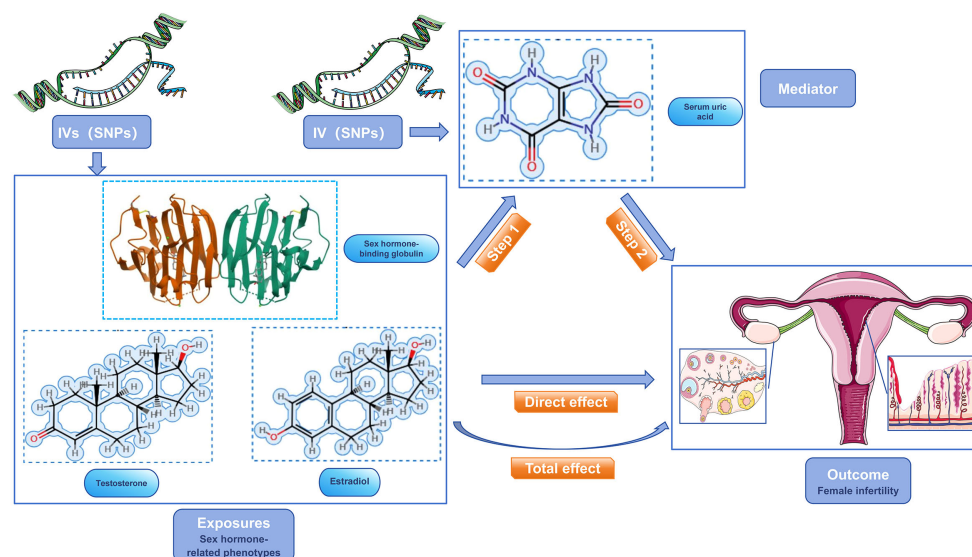 IVs（SNPs）
IV（SNPs）
Serum uric
acid
Mediator
Sex hormone-
binding globulin
Step 1
Step 2
Testosterone
Estradiol
Direct effect
Total effect
Exposures
Sex hormone-
related phenotypes
Outcome
Female infertility